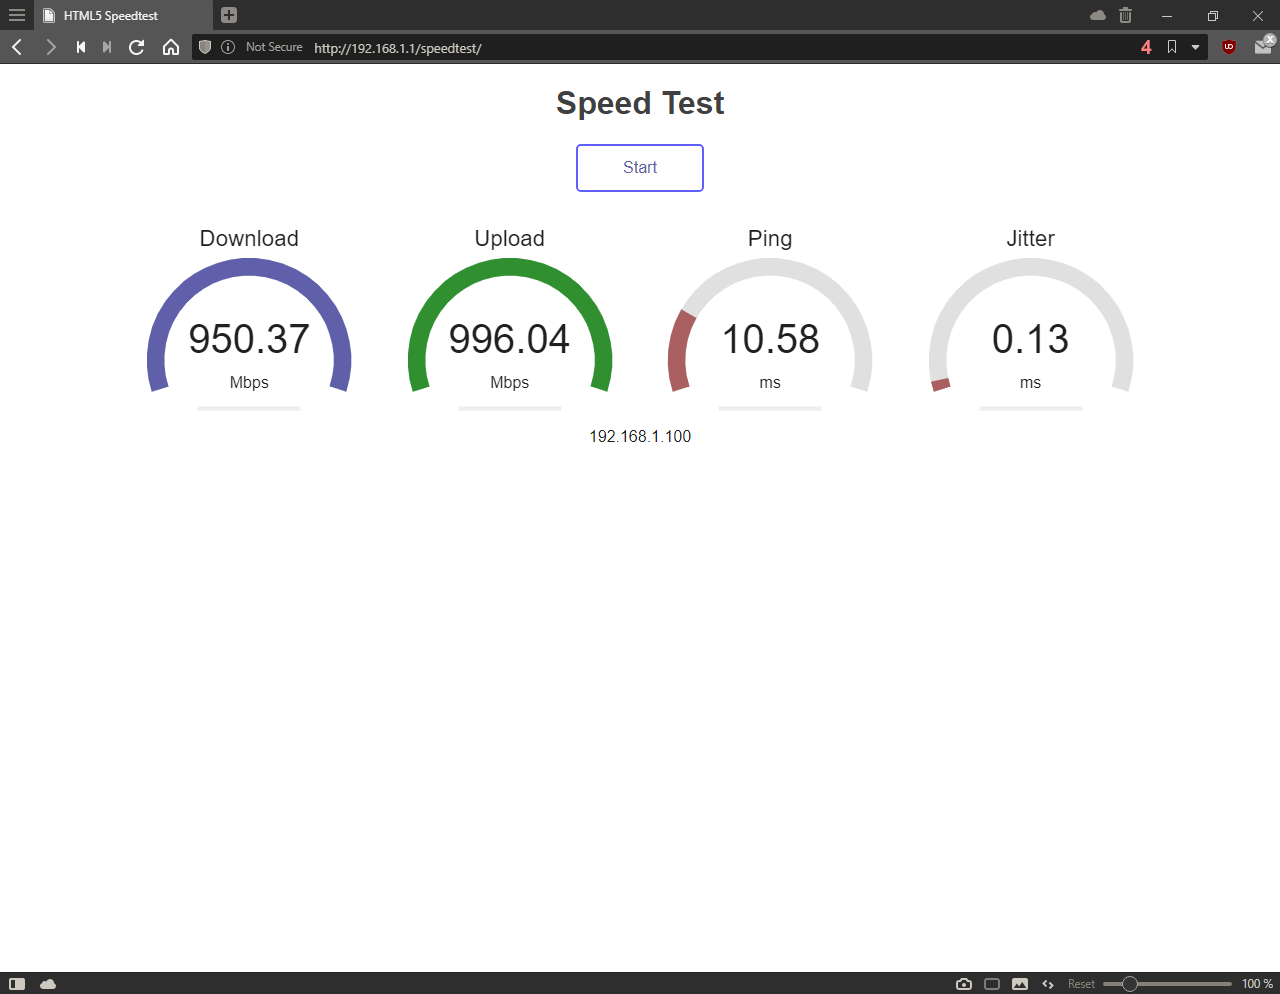 HTML5 Speedtest
Not Secure http://192.168.1.1/speedtest/ 4
Speed Test
Start
Download Upload Ping Jitter
950.37 996.04 10.58 0.13
Mbps Mbps ms ms
192.168.1.100
Reset 100 %